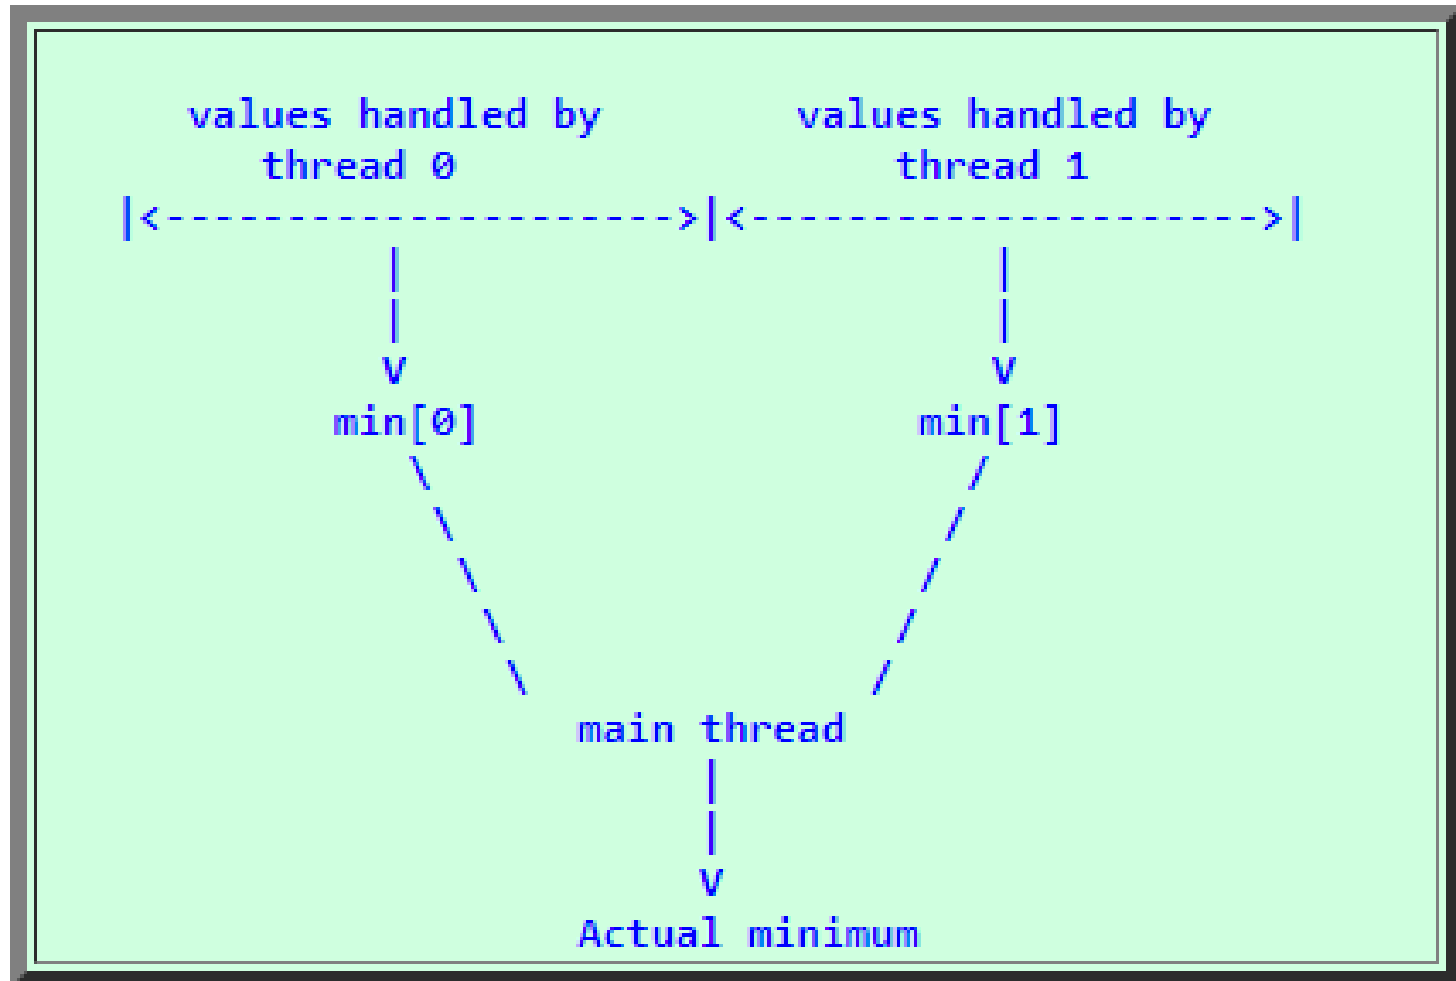 values handled by values handled by
thread 0 thread 1
|<--------------------->|<--------------------->|
| |
| |
V V
min[0] min[1]
\ /
\ /
\ /
\ /
\ /
main thread
|
|
V
Actual minimum